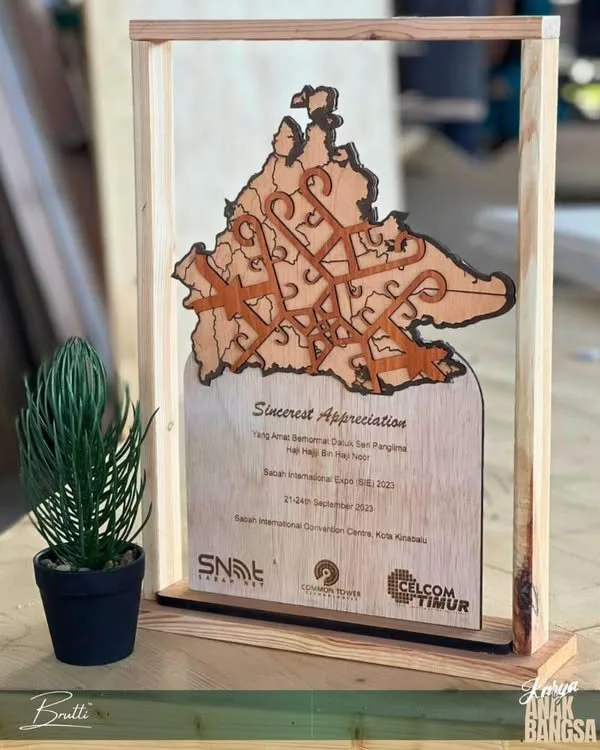 Sincerest Appreciation
Yang Amat Berhormat Datuk Seri Panglima
Haji Hajiji Bin Haji Noor
Sabah International Expo (SIE) 2023
21-24th September 2023
Sabah International Convention Centre, Kota Kinabalu
SNet
SABAH NET
COMMON TOWER
TECHNOLOGIES
CELCOM
TIMUR
Brutti™
Karya
ANAK
BANGSA